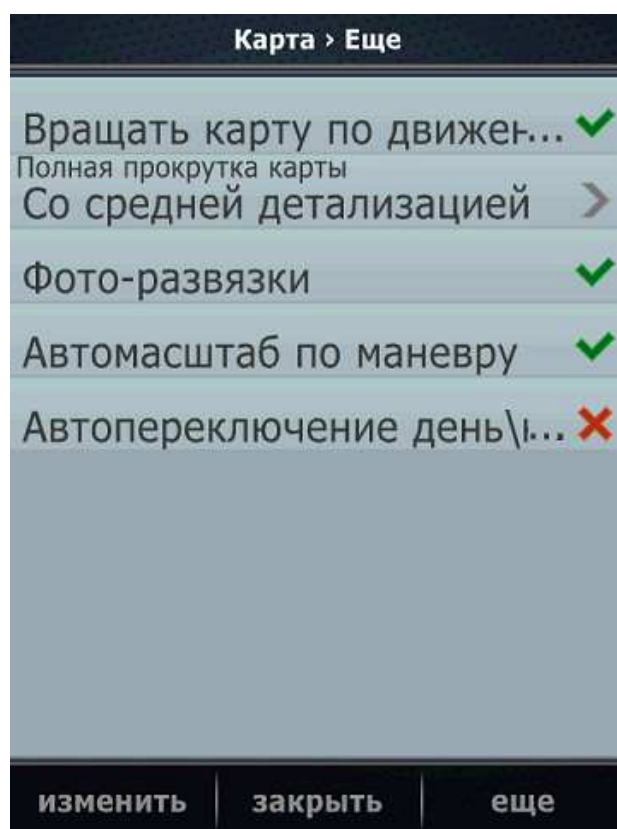 Карта › Еще
Вращать карту по движен...
Полная прокрутка карты
Со средней детализацией
Фото-развязки
Автомасштаб по маневру
Автопереключение день\...
изменить закрыть еще